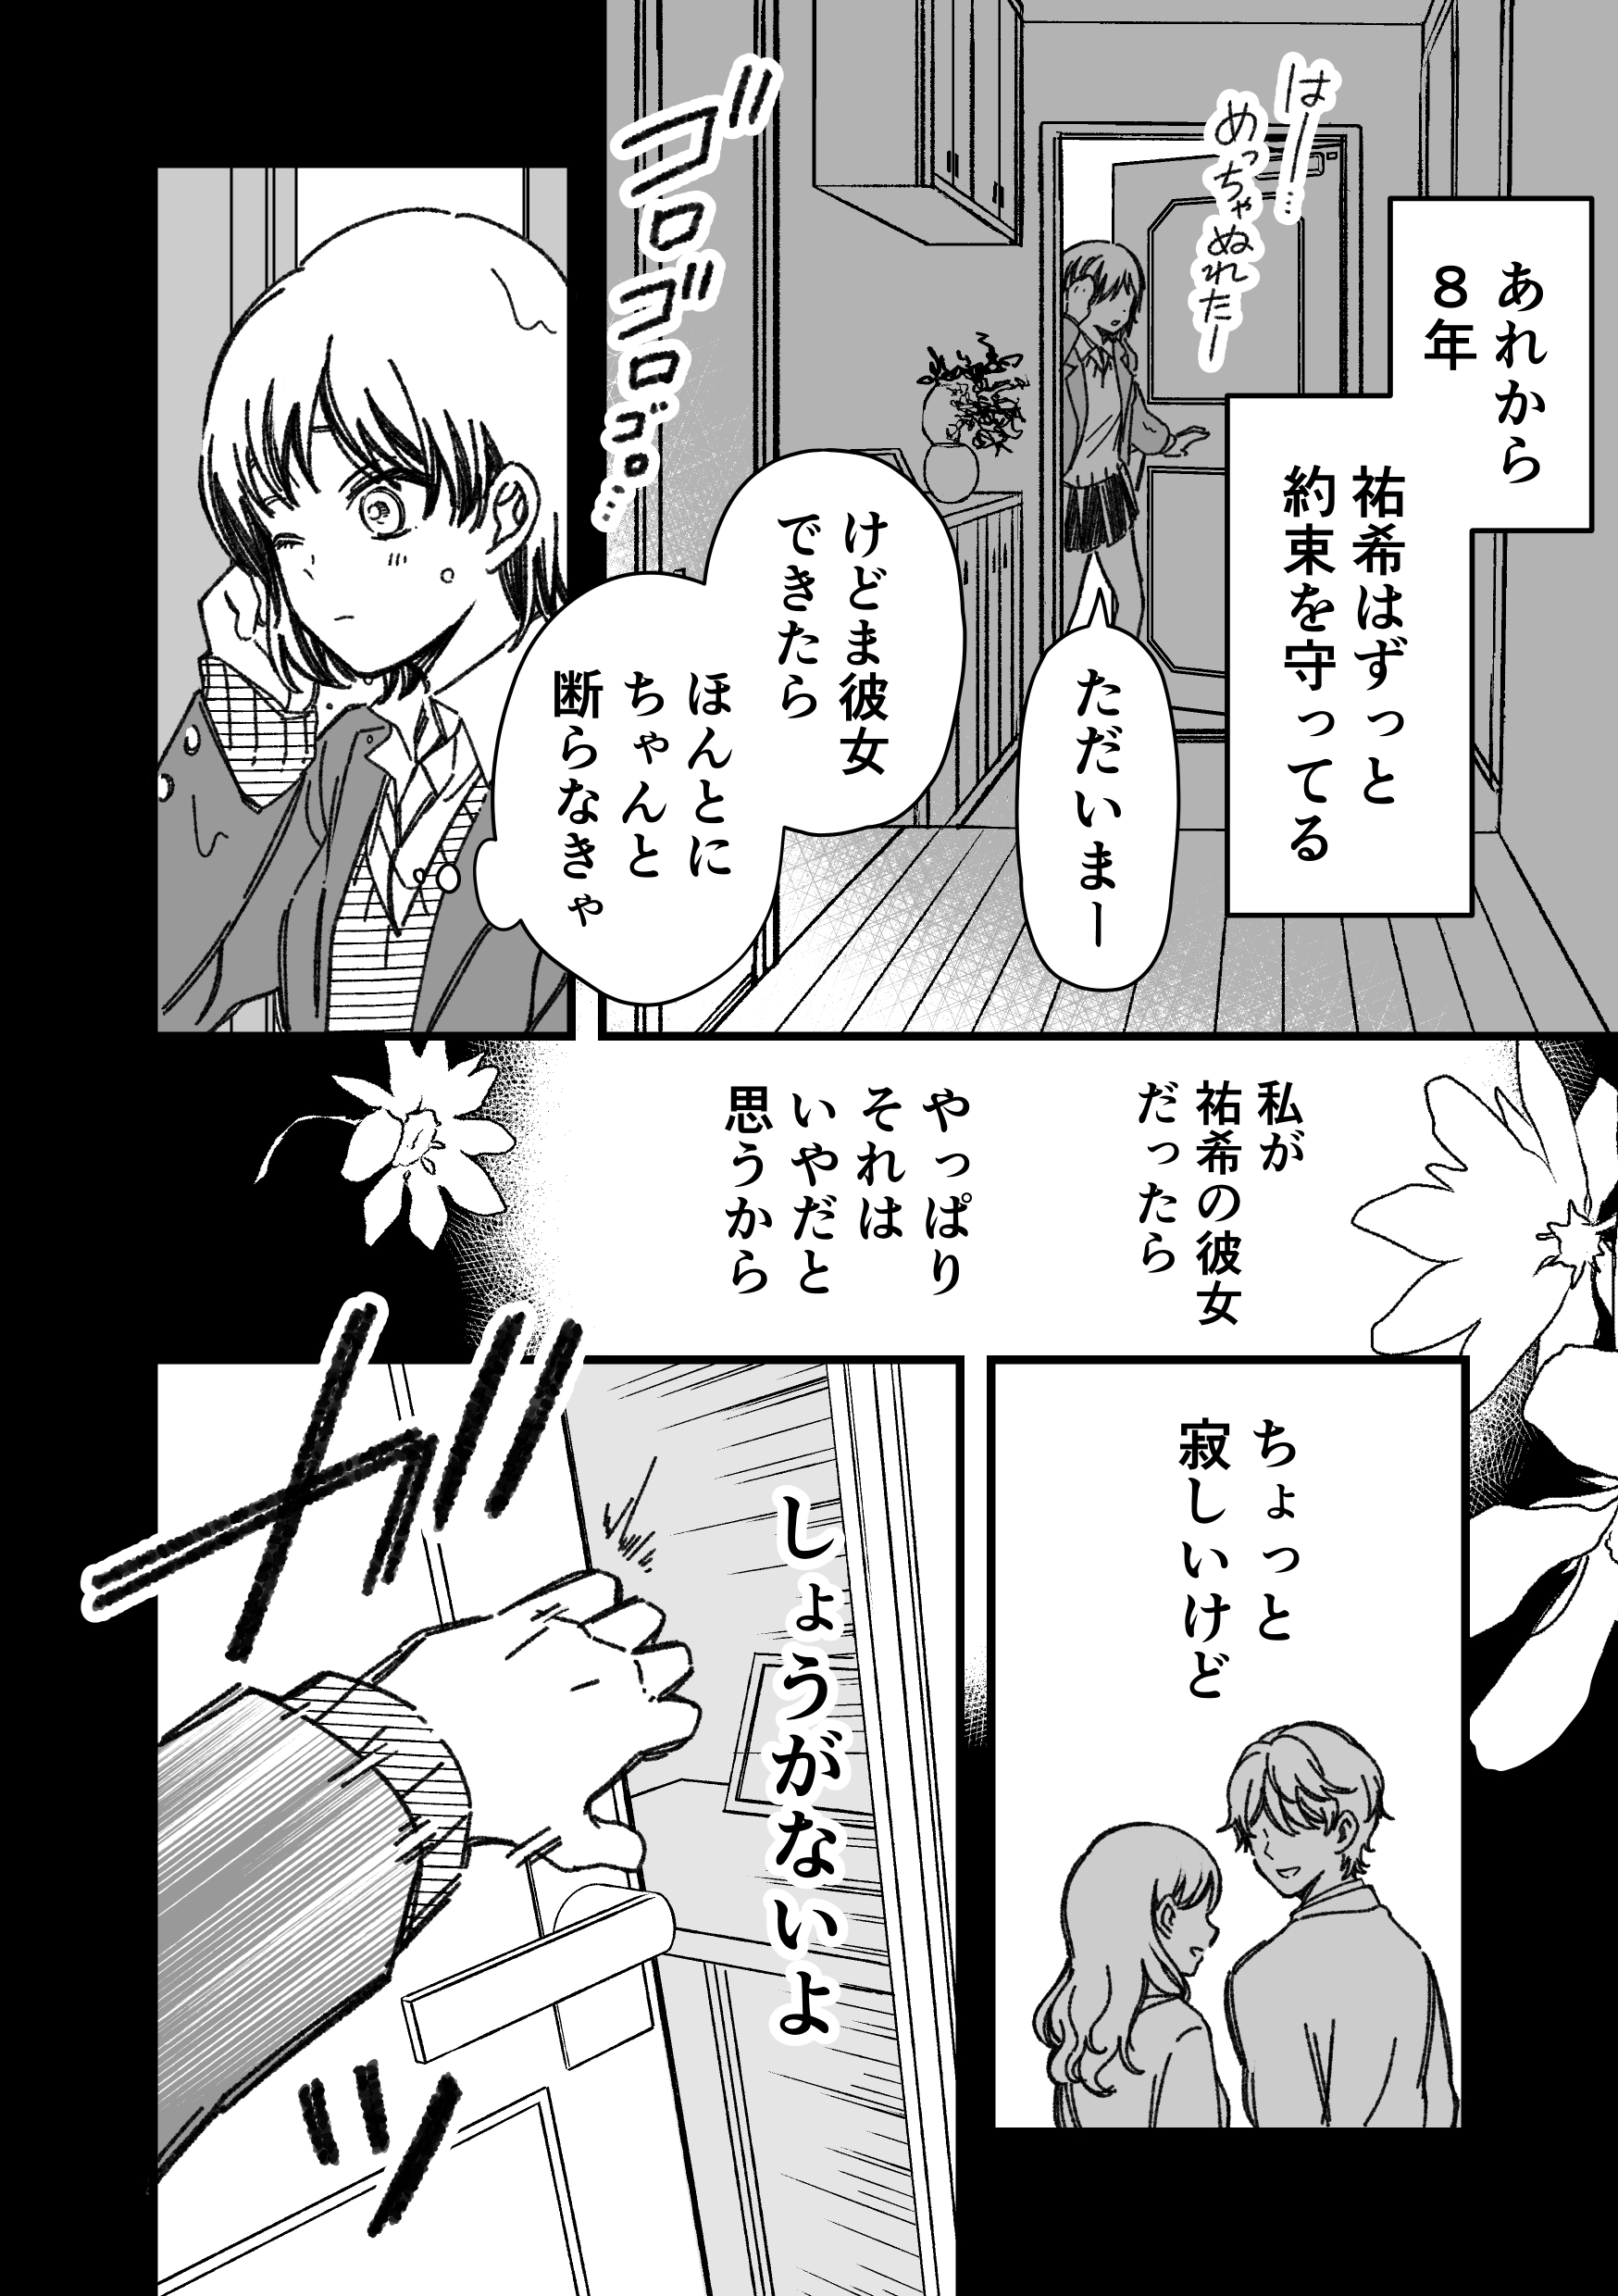 あれから
8年
祐希はずっと
約束を守ってる
は—…
めっちゃぬれたー
ただいまー
ゴロゴロゴロ…
けどま彼女
できたら
ほんとに
ちゃんと
断らなきゃ
私が
祐希の彼女
だったら
やっぱり
それは
いやだと
思うから
ちょっと
寂しいけど
しょうがないよ
ガッ